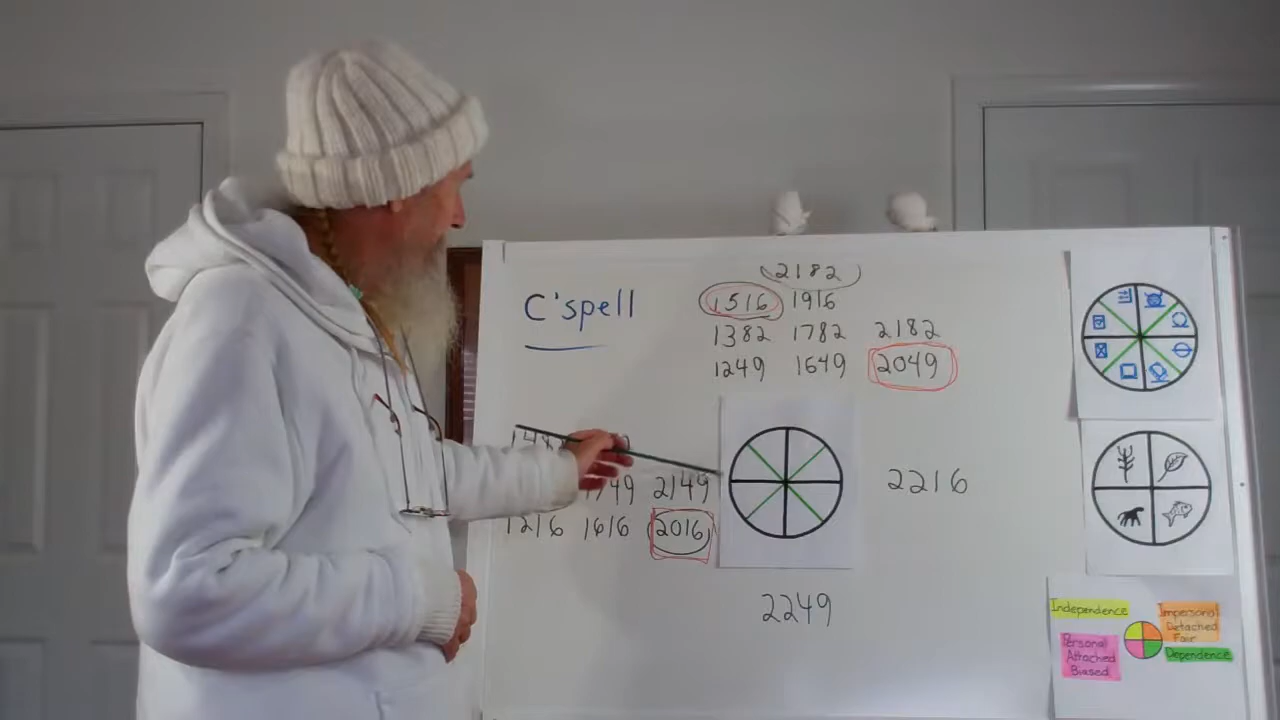 C'spell
2182
1516 1916
1382 1782 2182
1249 1649 2049
2149
1216 1616 2016
2216
2249
Independence
Impersonal
Detached
Fair
Personal
Attached
Biased
Dependence